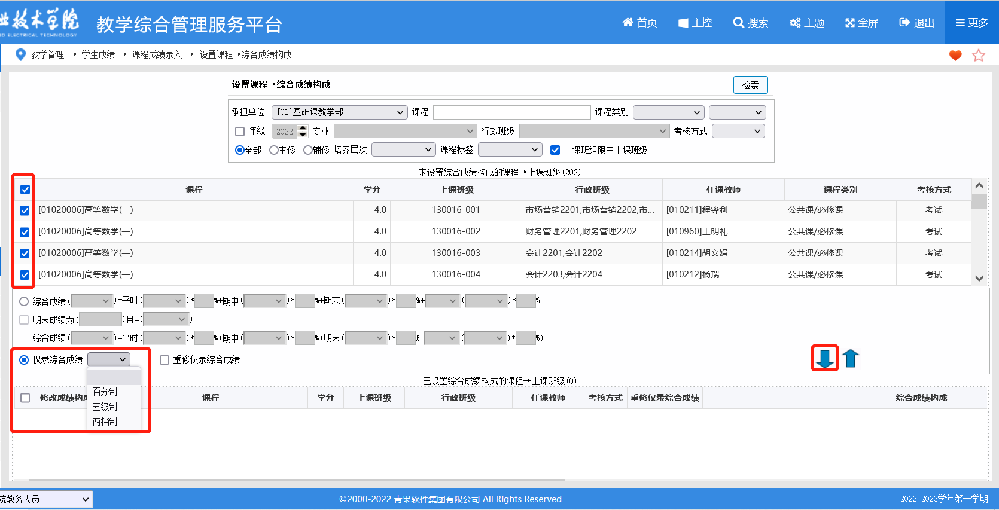 业技术学院
ND ELECTRICAL TECHNOLOGY
教学综合管理服务平台
首页 主控 搜索 主题 全屏 退出 更多
教学管理 → 学生成绩 → 课程成绩录入 → 设置课程→综合成绩构成
设置课程→综合成绩构成
检索
承担单位 [01]基础课教学部 课程 课程类别
年级 2022 专业 行政班级 考核方式
全部 主修 辅修 培养层次 课程标签 上课班组限主上课班级
未设置综合成绩构成的课程→上课班级(202)
课程 学分 上课班级 行政班级 任课教师 课程类别 考核方式
[01020006]高等数学(一) 4.0 130016-001 市场营销2201,市场营销2202,市... [010211]程锋利 公共课/必修课 考试
[01020006]高等数学(一) 4.0 130016-002 财务管理2201,财务管理2202 [010960]王明礼 公共课/必修课 考试
[01020006]高等数学(一) 4.0 130016-003 会计2201,会计2202 [010214]胡文娟 公共课/必修课 考试
[01020006]高等数学(一) 4.0 130016-004 会计2203,会计2204 [010212]杨瑞 公共课/必修课 考试
综合成绩( )=平时( )* %+期中( )* %+期末( )* %+ ( )* %
期末成绩为( )且=( )
综合成绩( )=平时( )* %+期中( )* %+期末( )* %+ ( )* %)
仅录综合成绩 重修仅录综合成绩
已设置综合成绩构成的课程→上课班级(0)
修改成绩构成 课程 学分 上课班级 行政班级 任课教师 考核方式 重修仅录综合成绩 综合成绩构成
百分制
五级制
两档制
院教务人员
©2000-2022 青果软件集团有限公司 All Rights Reserved
2022-2023学年第一学期